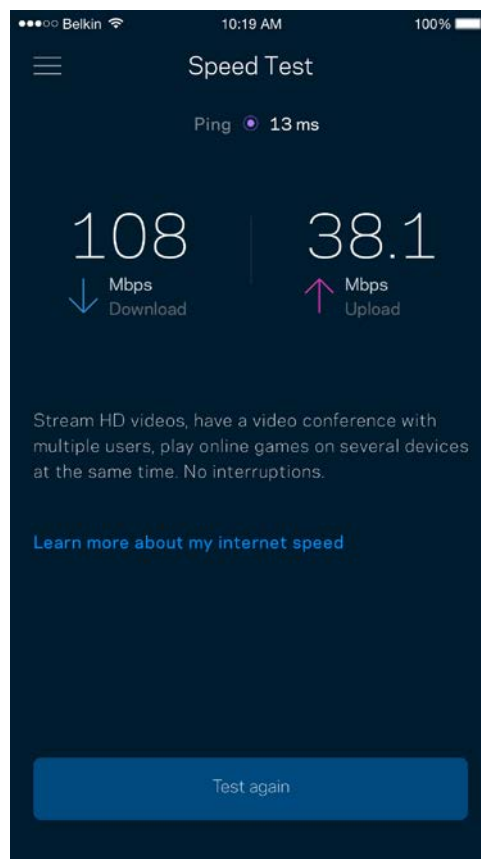 Belkin 10:19 AM 100%
Speed Test
Ping 13 ms
108 38.1
Mbps Mbps
Download Upload
Stream HD videos, have a video conference with
multiple users, play online games on several devices
at the same time. No interruptions.
Learn more about my internet speed
Test again